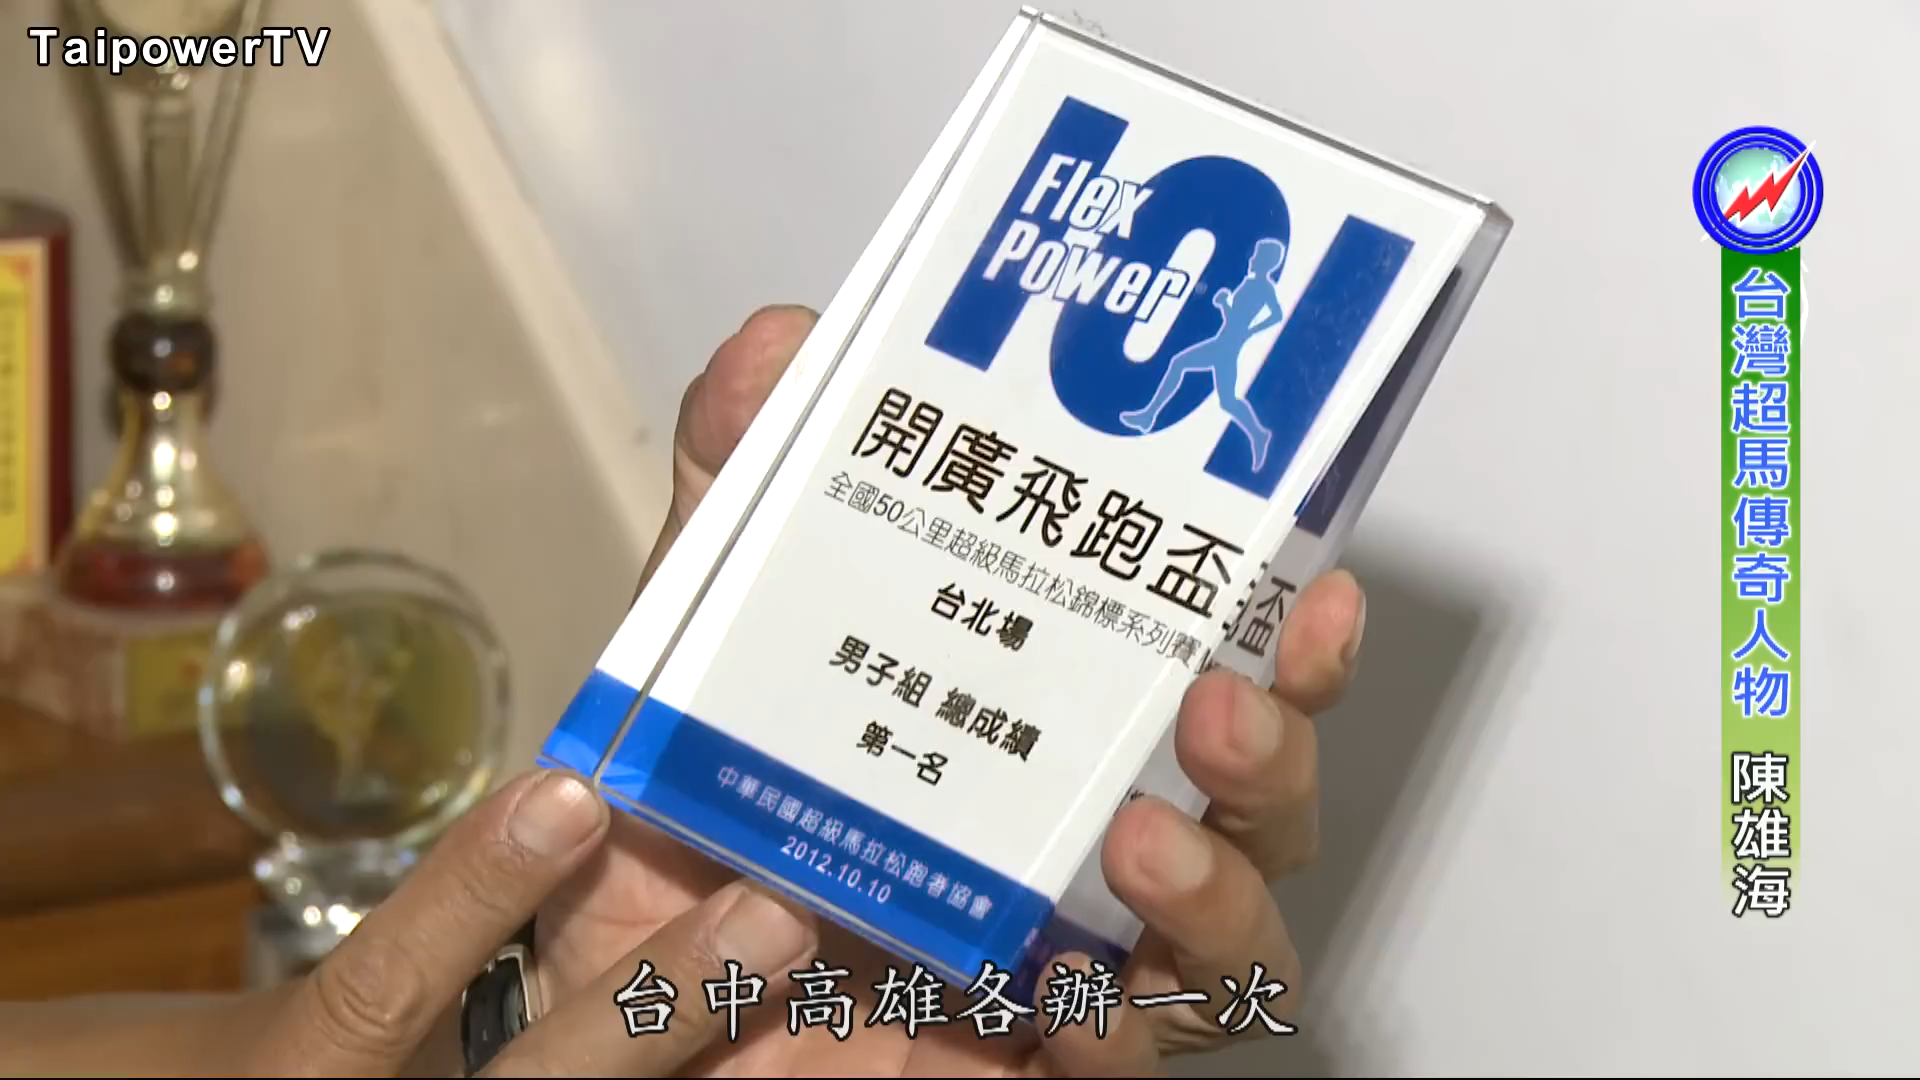 TaipowerTV
Flex
Power
101
開廣飛跑盃
全國50公里超級馬拉松錦標系列賽
台北場
男子組 總成績
第一名
中華民國超級馬拉松跑者協會
2012.10.10
台灣超馬傳奇人物 陳雄海
台中高雄各辦一次